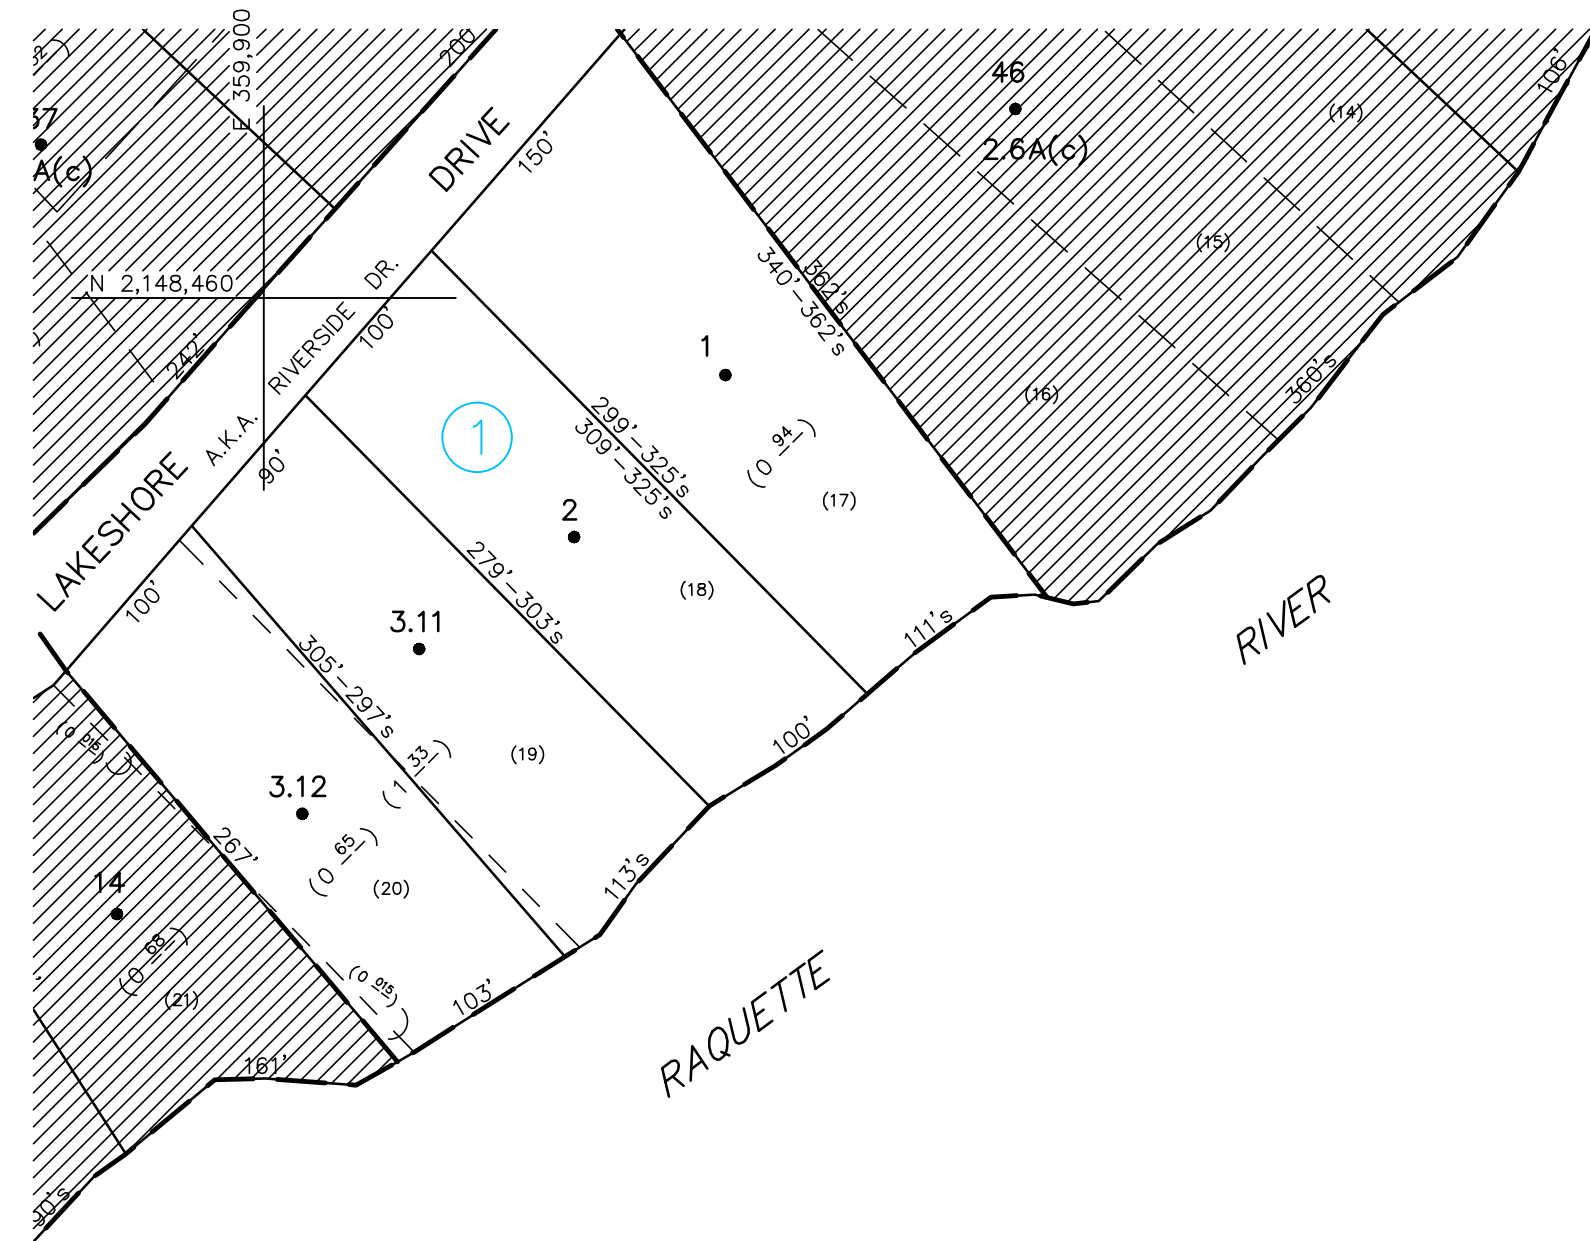 E 359,900
200
106'
46
2.6A(c)
(14)
37
A(c)
DRIVE
150'
(15)
N 2,148,460
RIVERSIDE DR.
A.K.A.
242'
100'
362's
340'-362's
1
360's
(16)
1
299'-325's
309'-325's
(0 94)
(17)
LAKESHORE
90'
2
279'-303's
(18)
100'
3.11
111's
RIVER
305'-297's
(0 015)
(1 33)
(19)
100'
3.12
267'
(0 65)
(20)
113's
14
(0 68)
(21)
(0 015)
103'
RAQUETTE
161'
90's